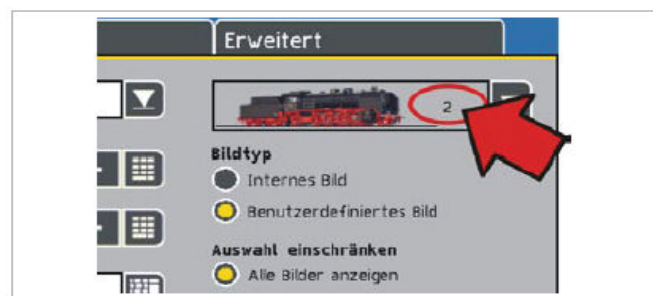 Erweitert
2
Bildtyp
Internes Bild
Benutzerdefiniertes Bild
Auswahl einschränken
Alle Bilder anzeigen